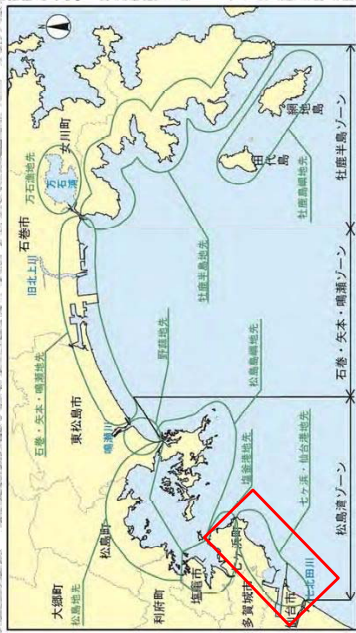 女川町
万石浦地先
万石浦
石巻市
旧北上川
網地島
田代島
牡鹿半島ゾーン
牡鹿島嶼地先
牡鹿半島地先
石巻・矢本・鳴瀬地先
石巻・矢本・鳴瀬ゾーン
東松島市
鳴瀬川
野蒜地先
松島島嶼地先
松島町
大郷町
松島地先
利府町
塩竈市
塩釜港地先
七ヶ浜町
七ヶ浜・仙台港地先
多賀城市
仙台市
七北田川
松島湾ゾーン